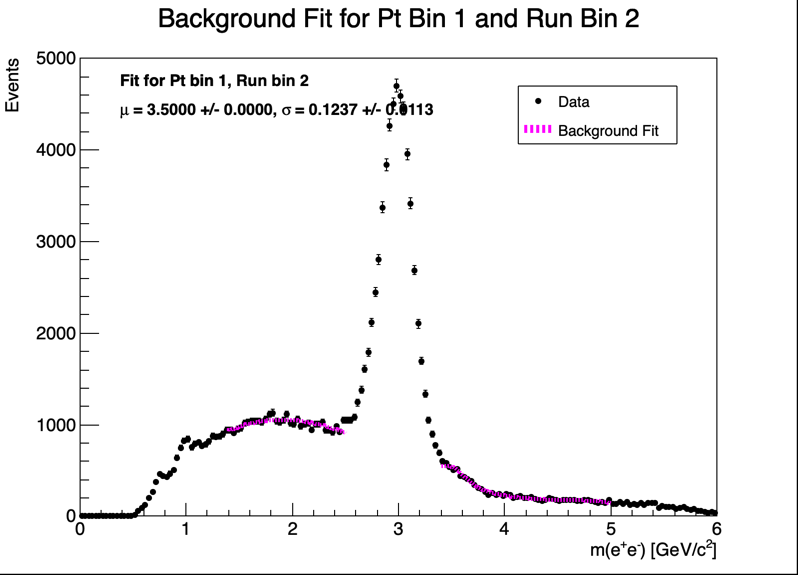 Background Fit for Pt Bin 1 and Run Bin 2
Events
5000
4000
3000
2000
1000
0
Fit for Pt bin 1, Run bin 2
μ = 3.5000 +/- 0.0000, σ = 0.1237 +/- 0.0113
Data
Background Fit
0 1 2 3 4 5 6
m(e⁺e⁻) [GeV/c²]